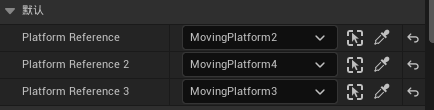 默认
Platform Reference MovingPlatform2
Platform Reference 2 MovingPlatform4
Platform Reference 3 MovingPlatform3